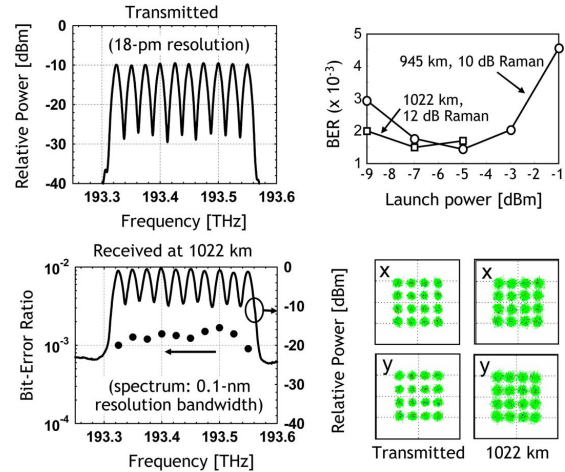 Transmitted
(18-pm resolution)
Relative Power [dBm]
0
-10
-20
-30
-40
193.3
193.4
193.5
193.6
Frequency [THz]
BER (x 10⁻³)
5
4
3
2
1
945 km, 10 dB Raman
1022 km,
12 dB Raman
-9
-8
-7
-6
-5
-4
-3
-2
-1
Launch power [dBm]
Received at 1022 km
Bit-Error Ratio
10⁻²
10⁻³
10⁻⁴
(spectrum: 0.1-nm
resolution bandwidth)
0
-10
-20
-30
-40
Relative Power [dBm]
193.3
193.4
193.5
193.6
Frequency [THz]
x
x
y
y
Transmitted
1022 km